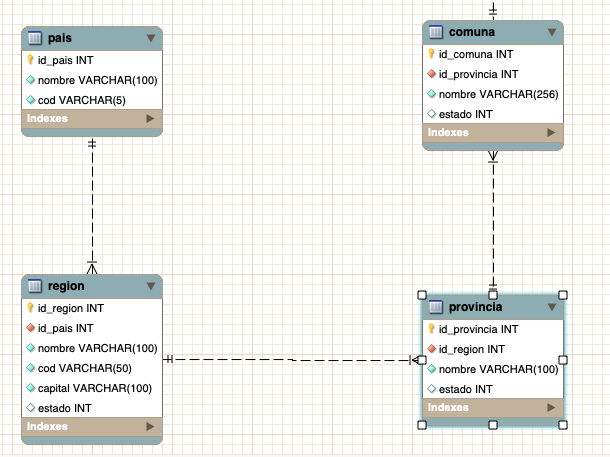 pais
id_pais INT
nombre VARCHAR(100)
cod VARCHAR(5)
Indexes
comuna
id_comuna INT
id_provincia INT
nombre VARCHAR(256)
estado INT
Indexes
region
id_region INT
id_pais INT
nombre VARCHAR(100)
cod VARCHAR(50)
capital VARCHAR(100)
estado INT
Indexes
provincia
id_provincia INT
id_region INT
nombre VARCHAR(100)
estado INT
Indexes